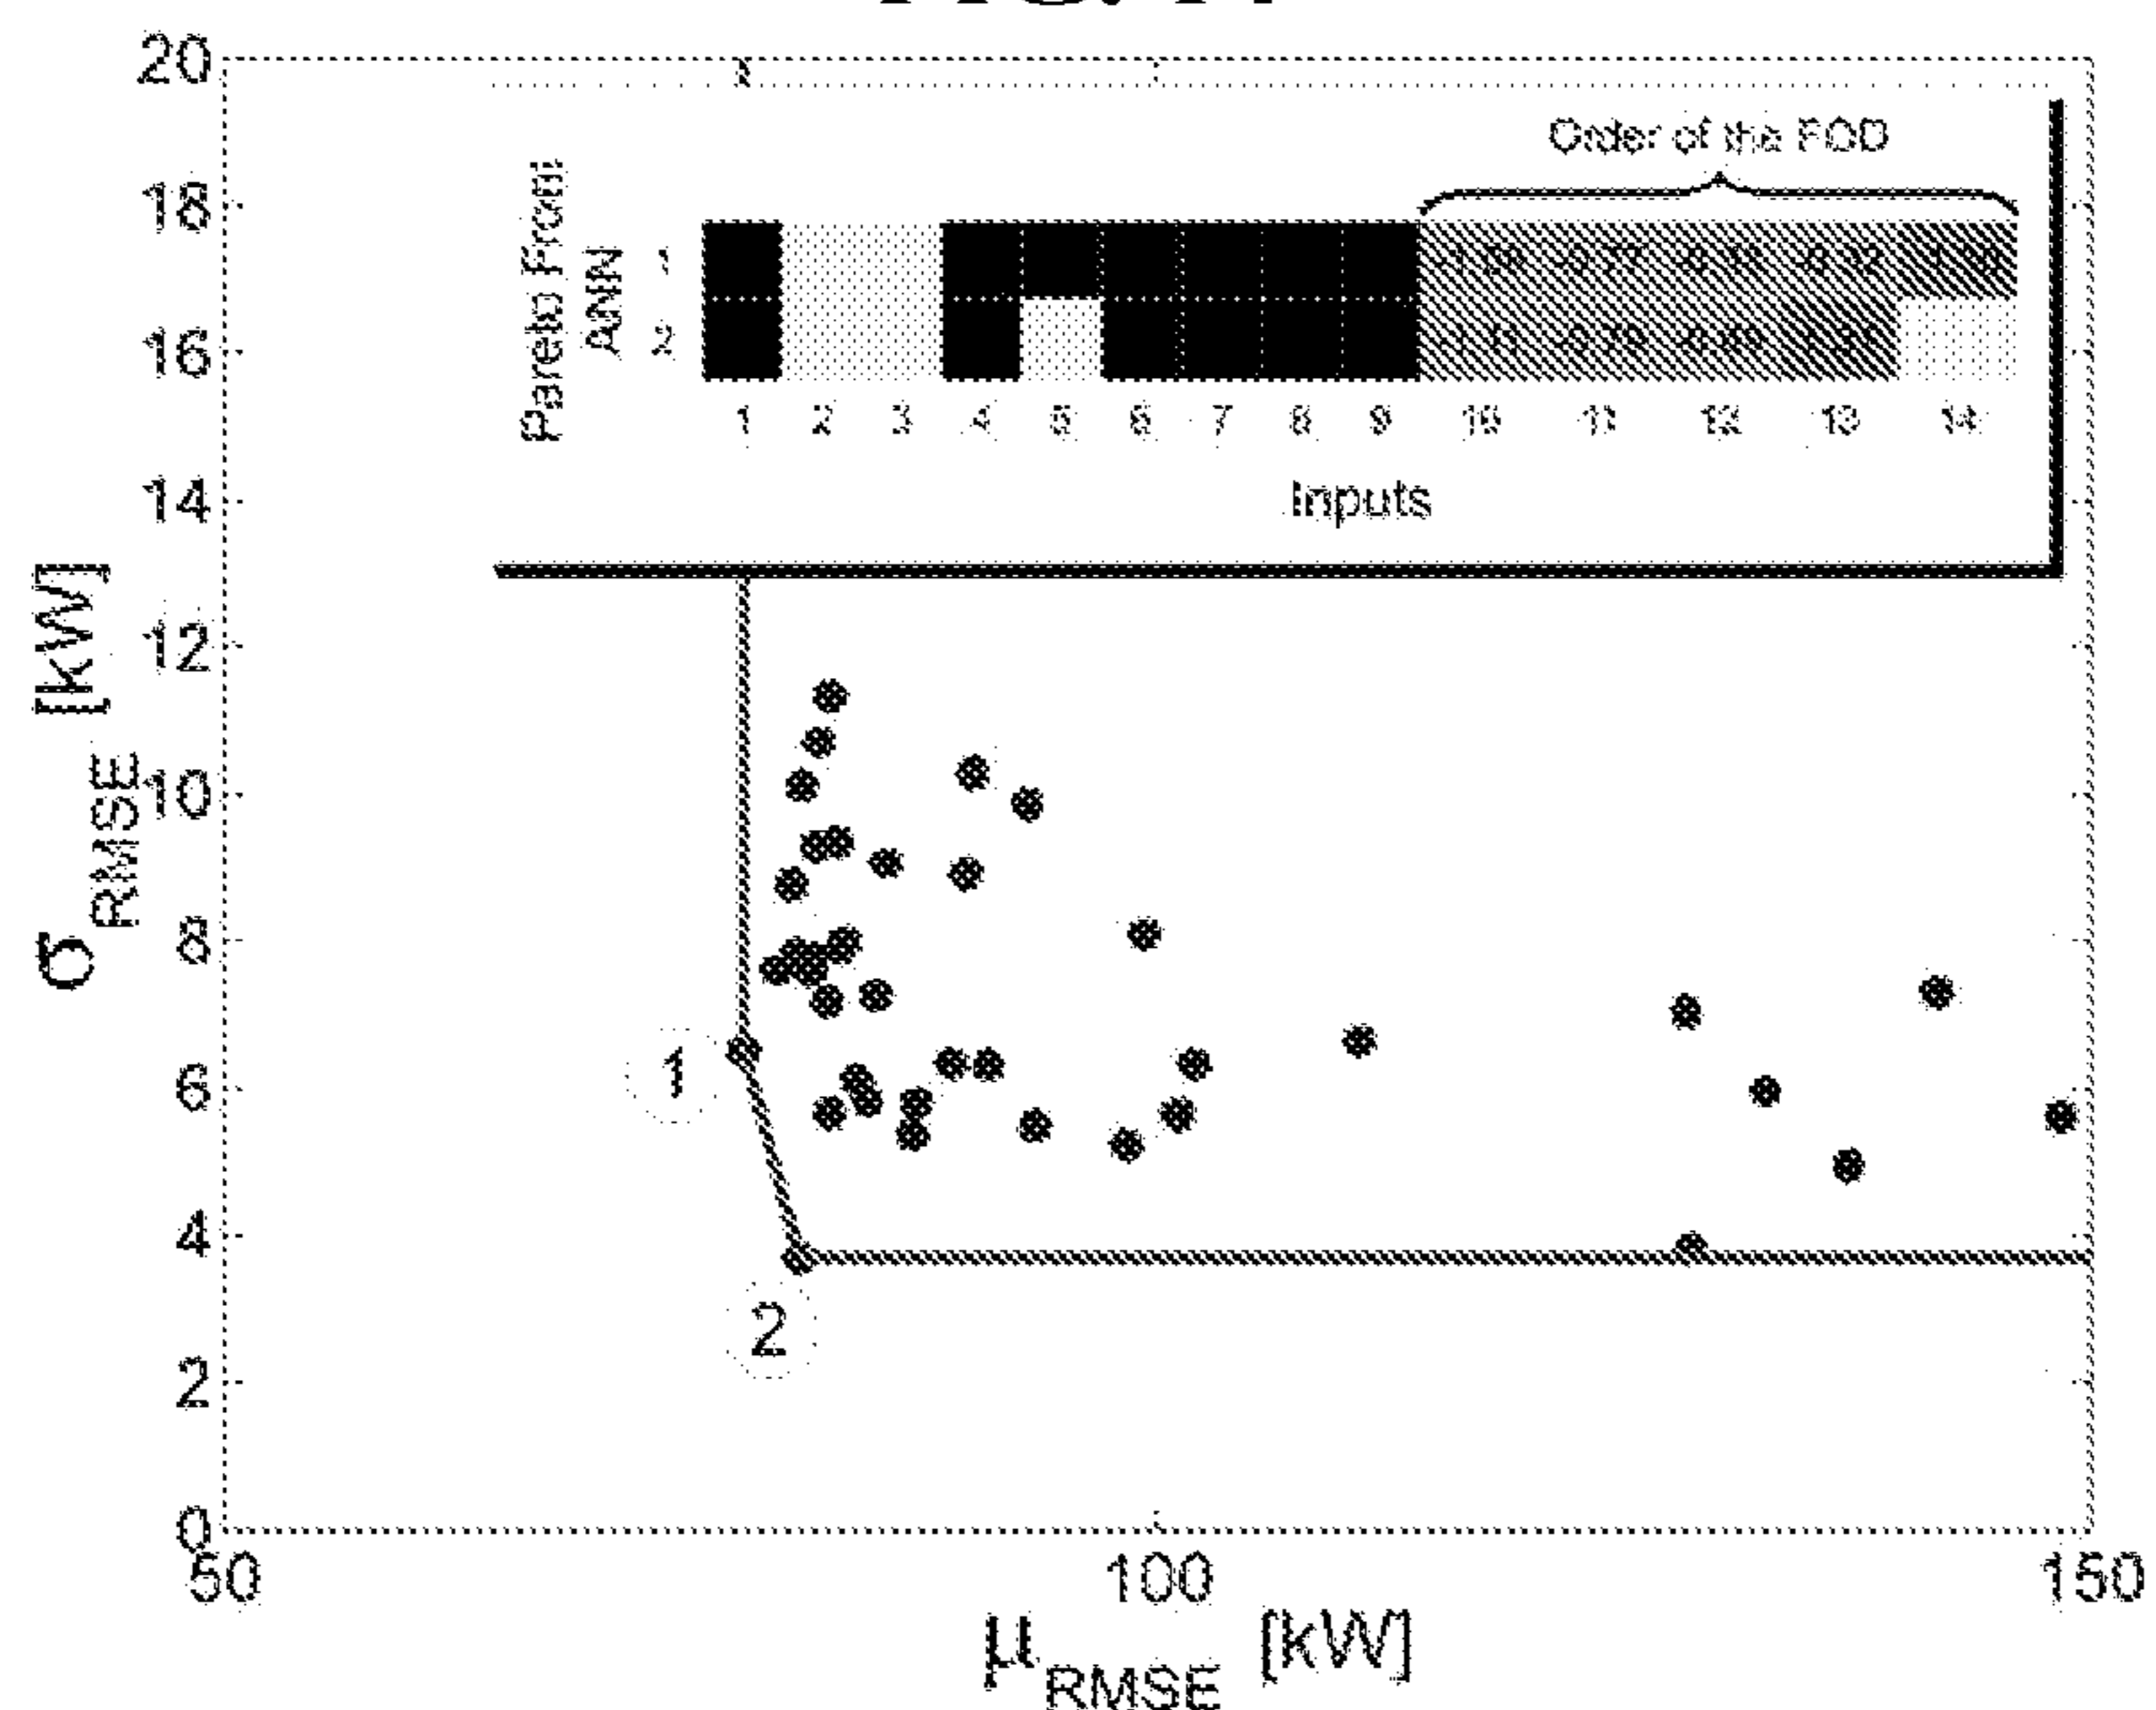 20
18
16
14
12
10
8
6
4
2
0
σRMSE [kW]
Order of the FOD
Pareto Front
ANN
1
2
1 2 3 4 5 6 7 8 9 10 11 12 13 14
Inputs
1
2
50 100 150
μRMSE [kW]